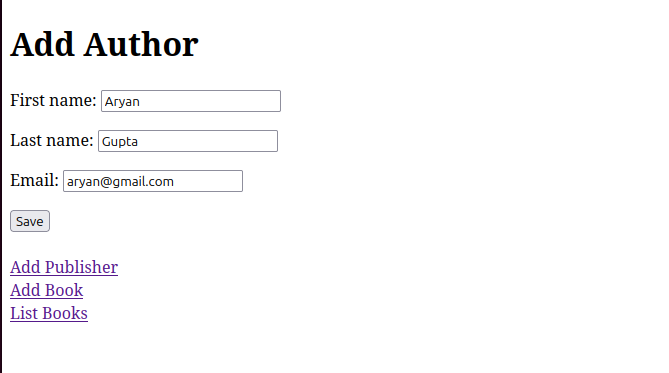 Add Author
First name: Aryan
Last name: Gupta
Email: aryan@gmail.com
Save
Add Publisher
Add Book
List Books